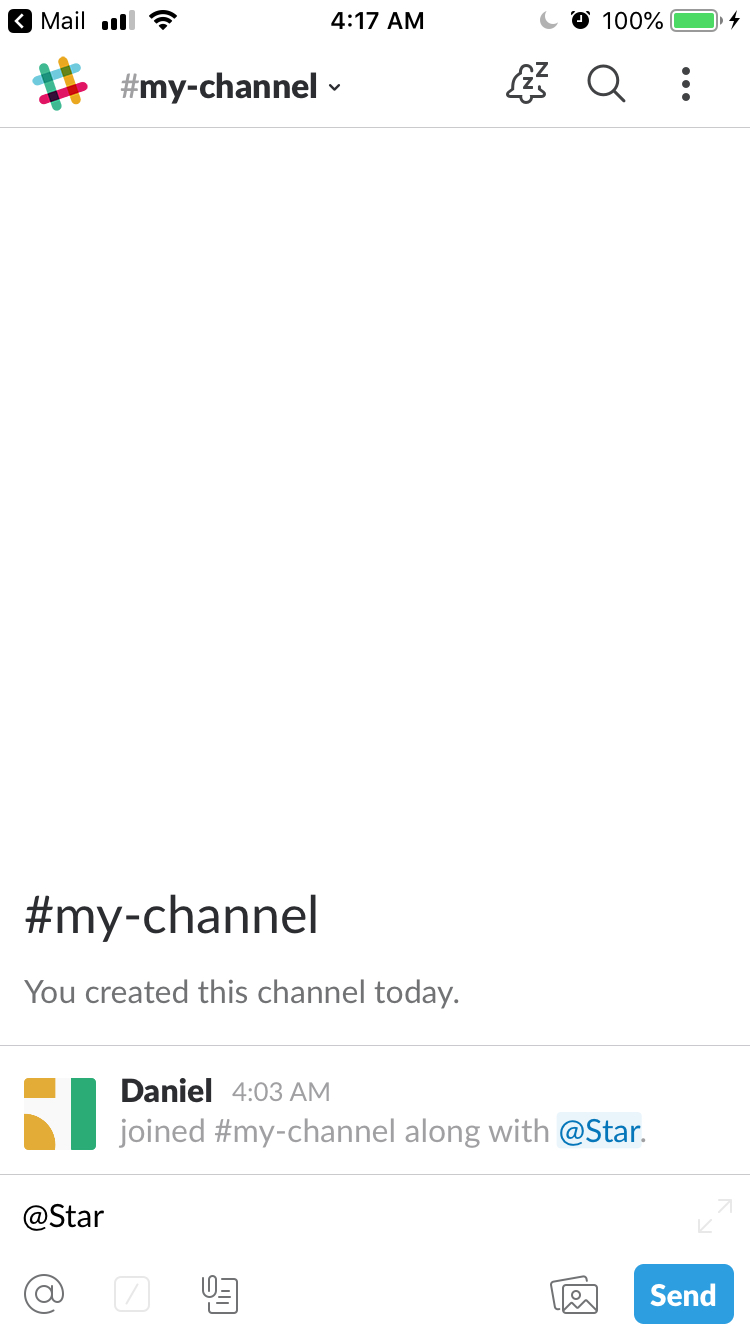 Mail 4:17 AM 100%
#my-channel
#my-channel
You created this channel today.
Daniel 4:03 AM
joined #my-channel along with @Star.
@Star
Send